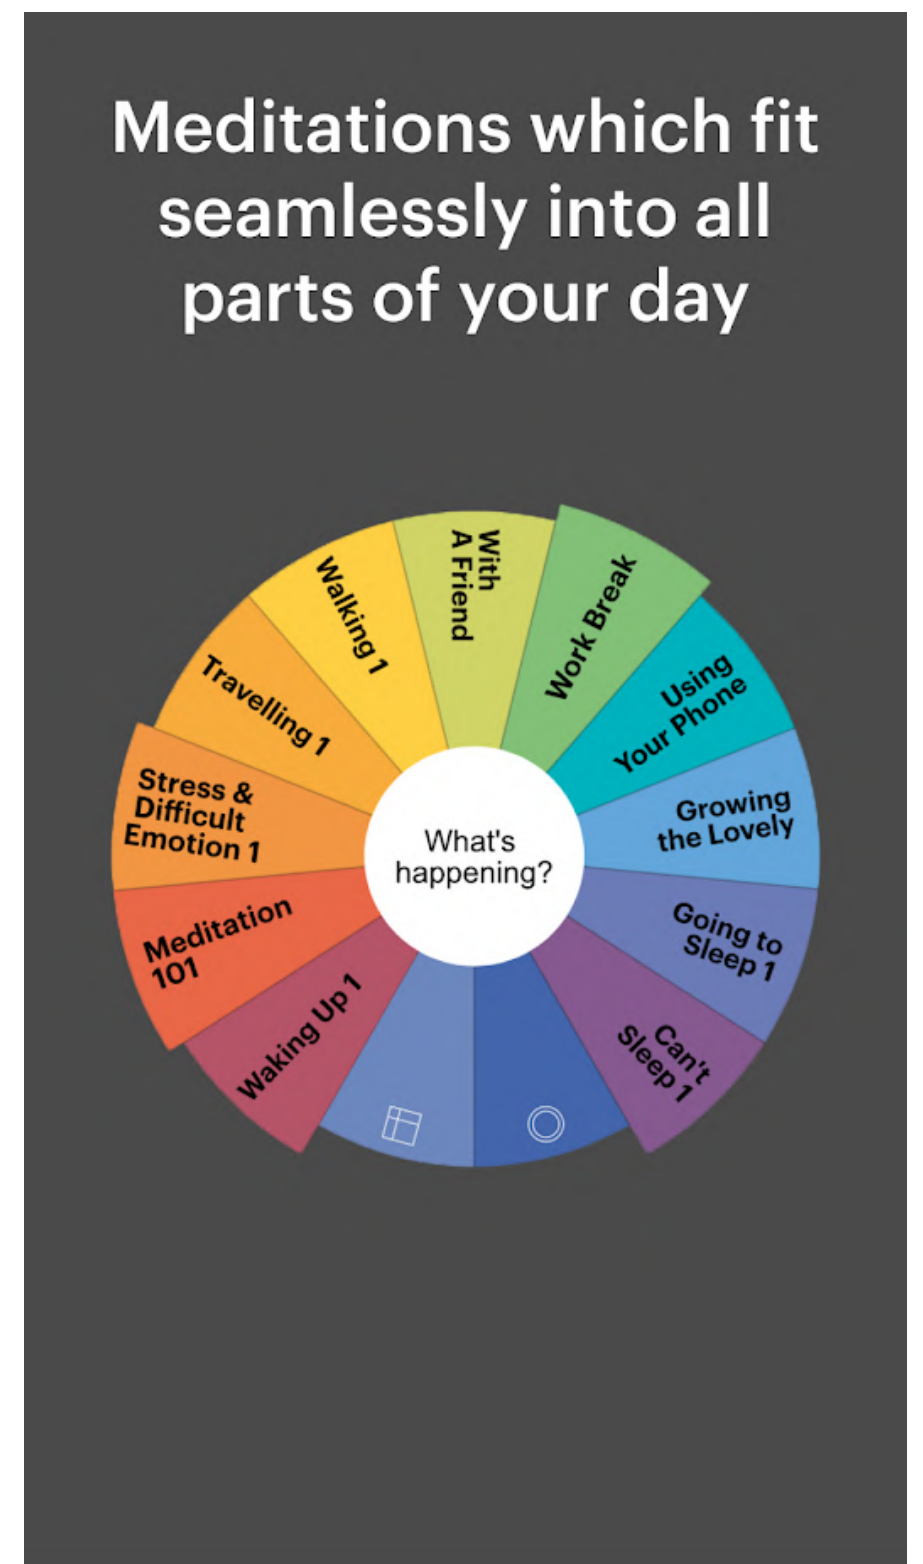 Meditations which fit
seamlessly into all
parts of your day
With
A Friend
Work Break
Using
Your Phone
Growing
the Lovely
Going to
Sleep 1
Can't
Sleep 1
Waking Up 1
Meditation
101
Stress &
Difficult
Emotion 1
Travelling 1
Walking 1
What's
happening?